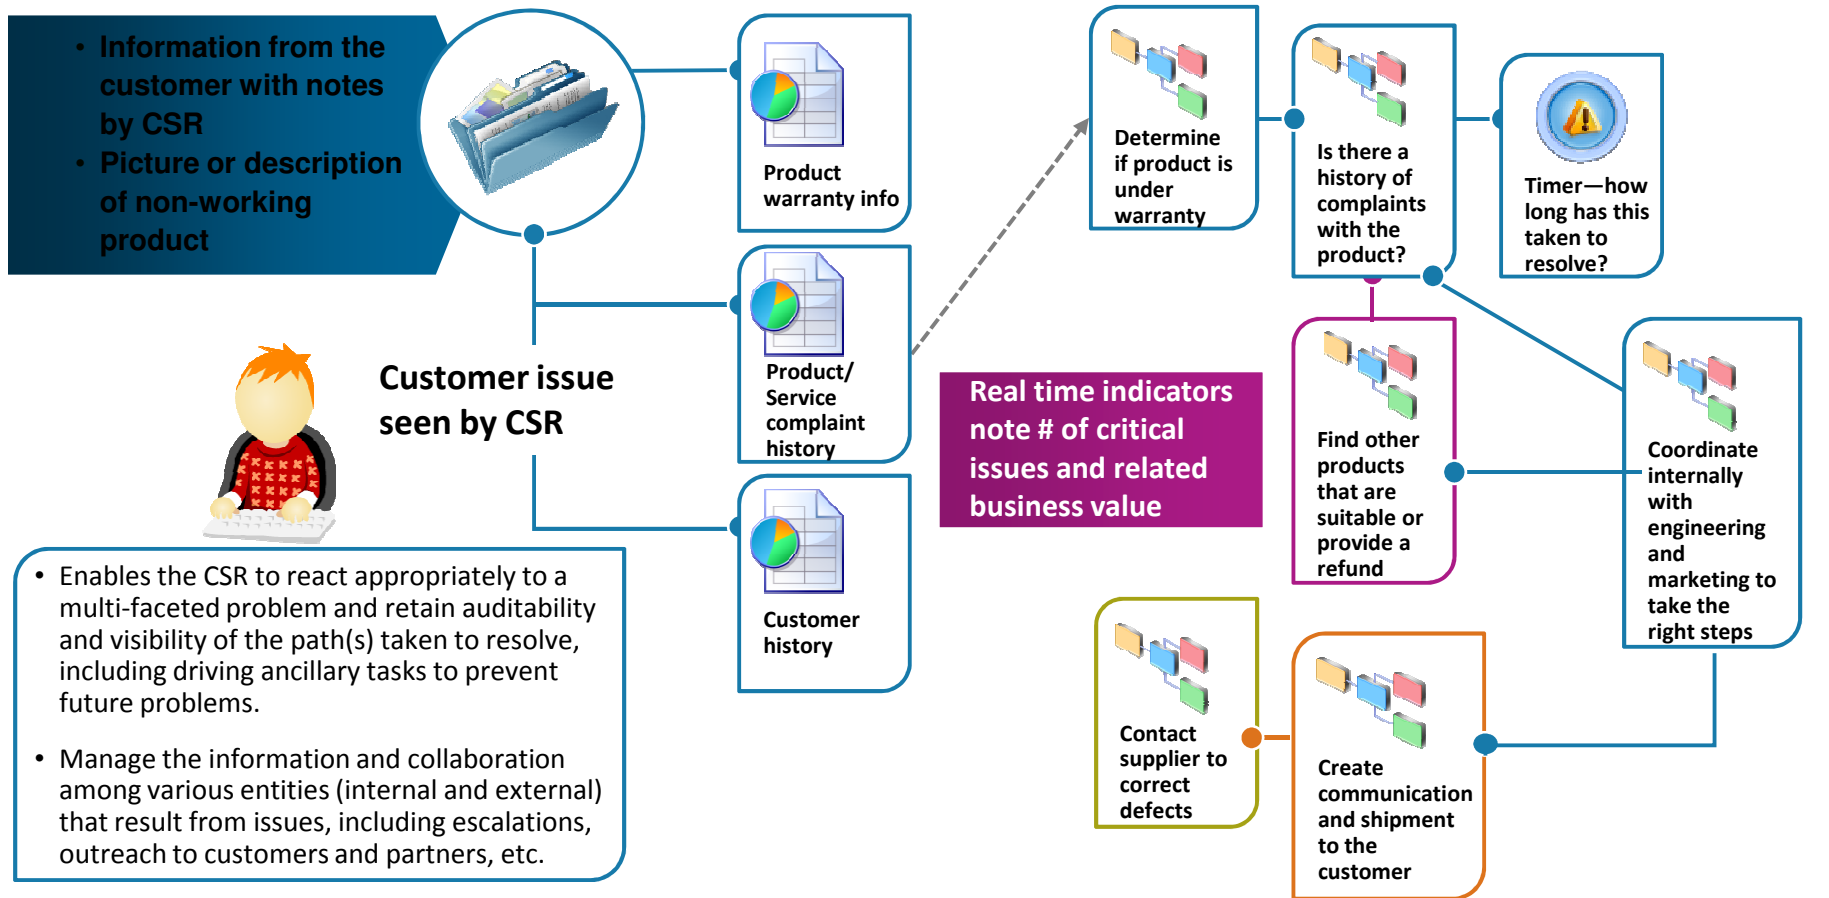 • Information from the
customer with notes
by CSR
• Picture or description
of non-working
product
Customer issue
seen by CSR
• Enables the CSR to react appropriately to a
multi-faceted problem and retain auditability
and visibility of the path(s) taken to resolve,
including driving ancillary tasks to prevent
future problems.
• Manage the information and collaboration
among various entities (internal and external)
that result from issues, including escalations,
outreach to customers and partners, etc.
Product
warranty info
Product/
Service
complaint
history
Customer
history
Real time indicators
note # of critical
issues and related
business value
Determine
if product is
under
warranty
Is there a
history of
complaints
with the
product?
Timer—how
long has this
taken to
resolve?
Find other
products
that are
suitable or
provide a
refund
Coordinate
internally
with
engineering
and
marketing to
take the
right steps
Contact
supplier to
correct
defects
Create
communication
and shipment
to the
customer